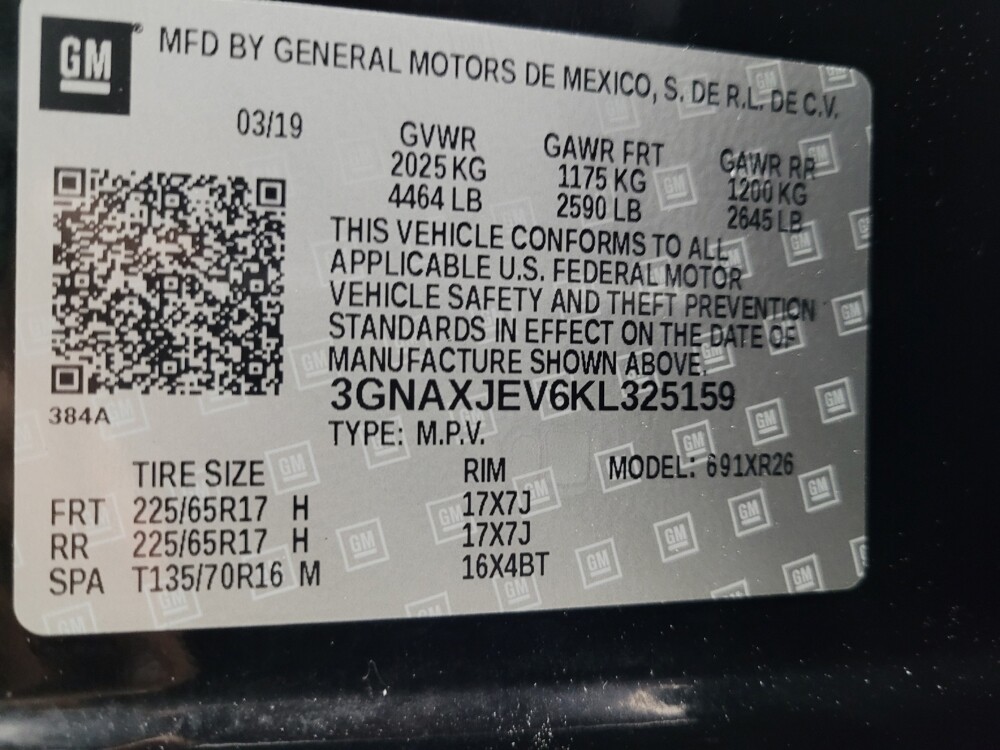 GM MFD BY GENERAL MOTORS DE MEXICO, S. DE R.L. DE C.V.
03/19 GVWR GAWR FRT GAWR RR
2025 KG 1175 KG 1200 KG
4464 LB 2590 LB 2645 LB
THIS VEHICLE CONFORMS TO ALL
APPLICABLE U.S. FEDERAL MOTOR
VEHICLE SAFETY AND THEFT PREVENTION
STANDARDS IN EFFECT ON THE DATE OF
MANUFACTURE SHOWN ABOVE.
3GNAXJEV6KL325159
384A
TYPE: M.P.V.
TIRE SIZE RIM MODEL: 691XR26
FRT 225/65R17 H 17X7J
RR 225/65R17 H 17X7J
SPA T135/70R16 M 16X4BT